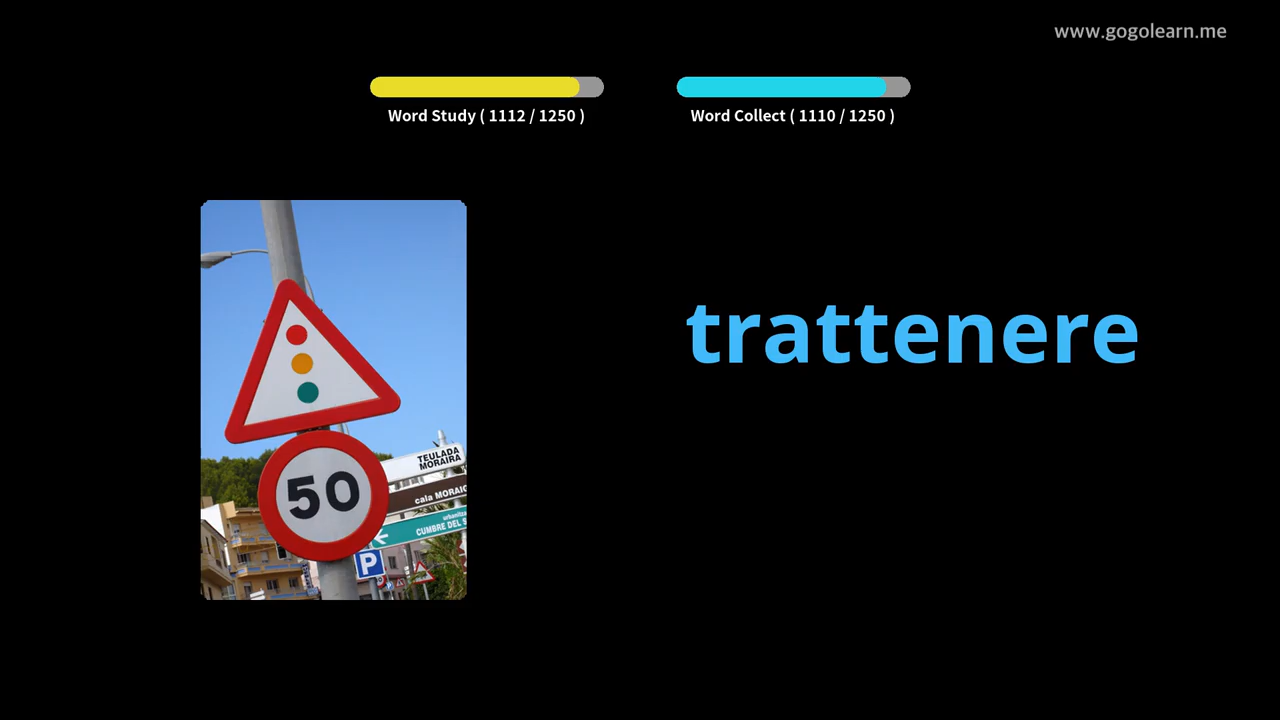 www.gogolearn.me
Word Study ( 1112 / 1250 )
Word Collect ( 1110 / 1250 )
trattenere
50
TEULADA
MORAIRA
cala MORAIG
urbanitza
CUMBRE DEL S
P